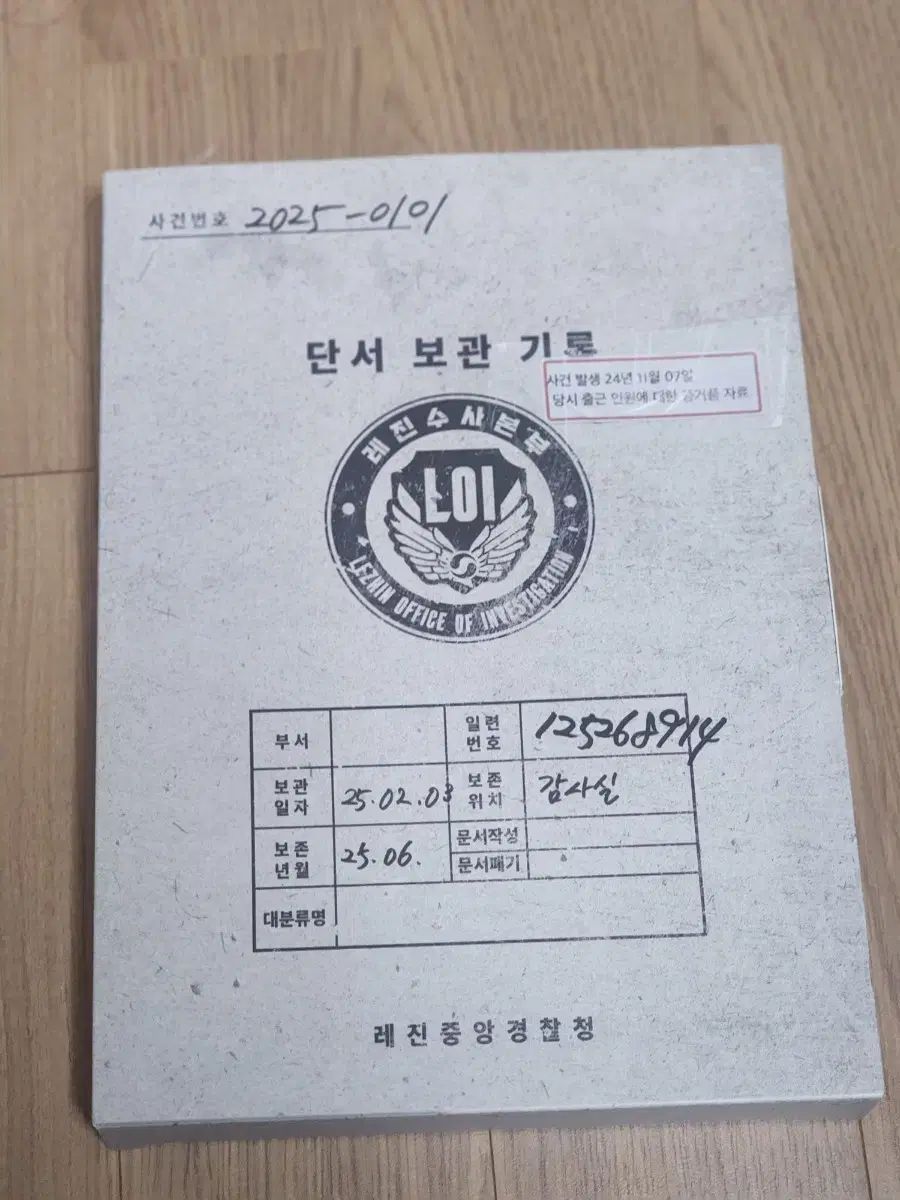 사건번호 2025-0101
단서 보관 기록
사건 발생 24년 11월 07일
당시 출근 인원에 대한 증거품 자료
레진수사본부
LOI
LEZHIN OFFICE OF INVESTIGATION
부서
일련번호 125268914
보관일자 25.02.03
보존위치 감사실
보존년월 25.06.
문서작성
문서폐기
대분류명
레진중앙경찰청